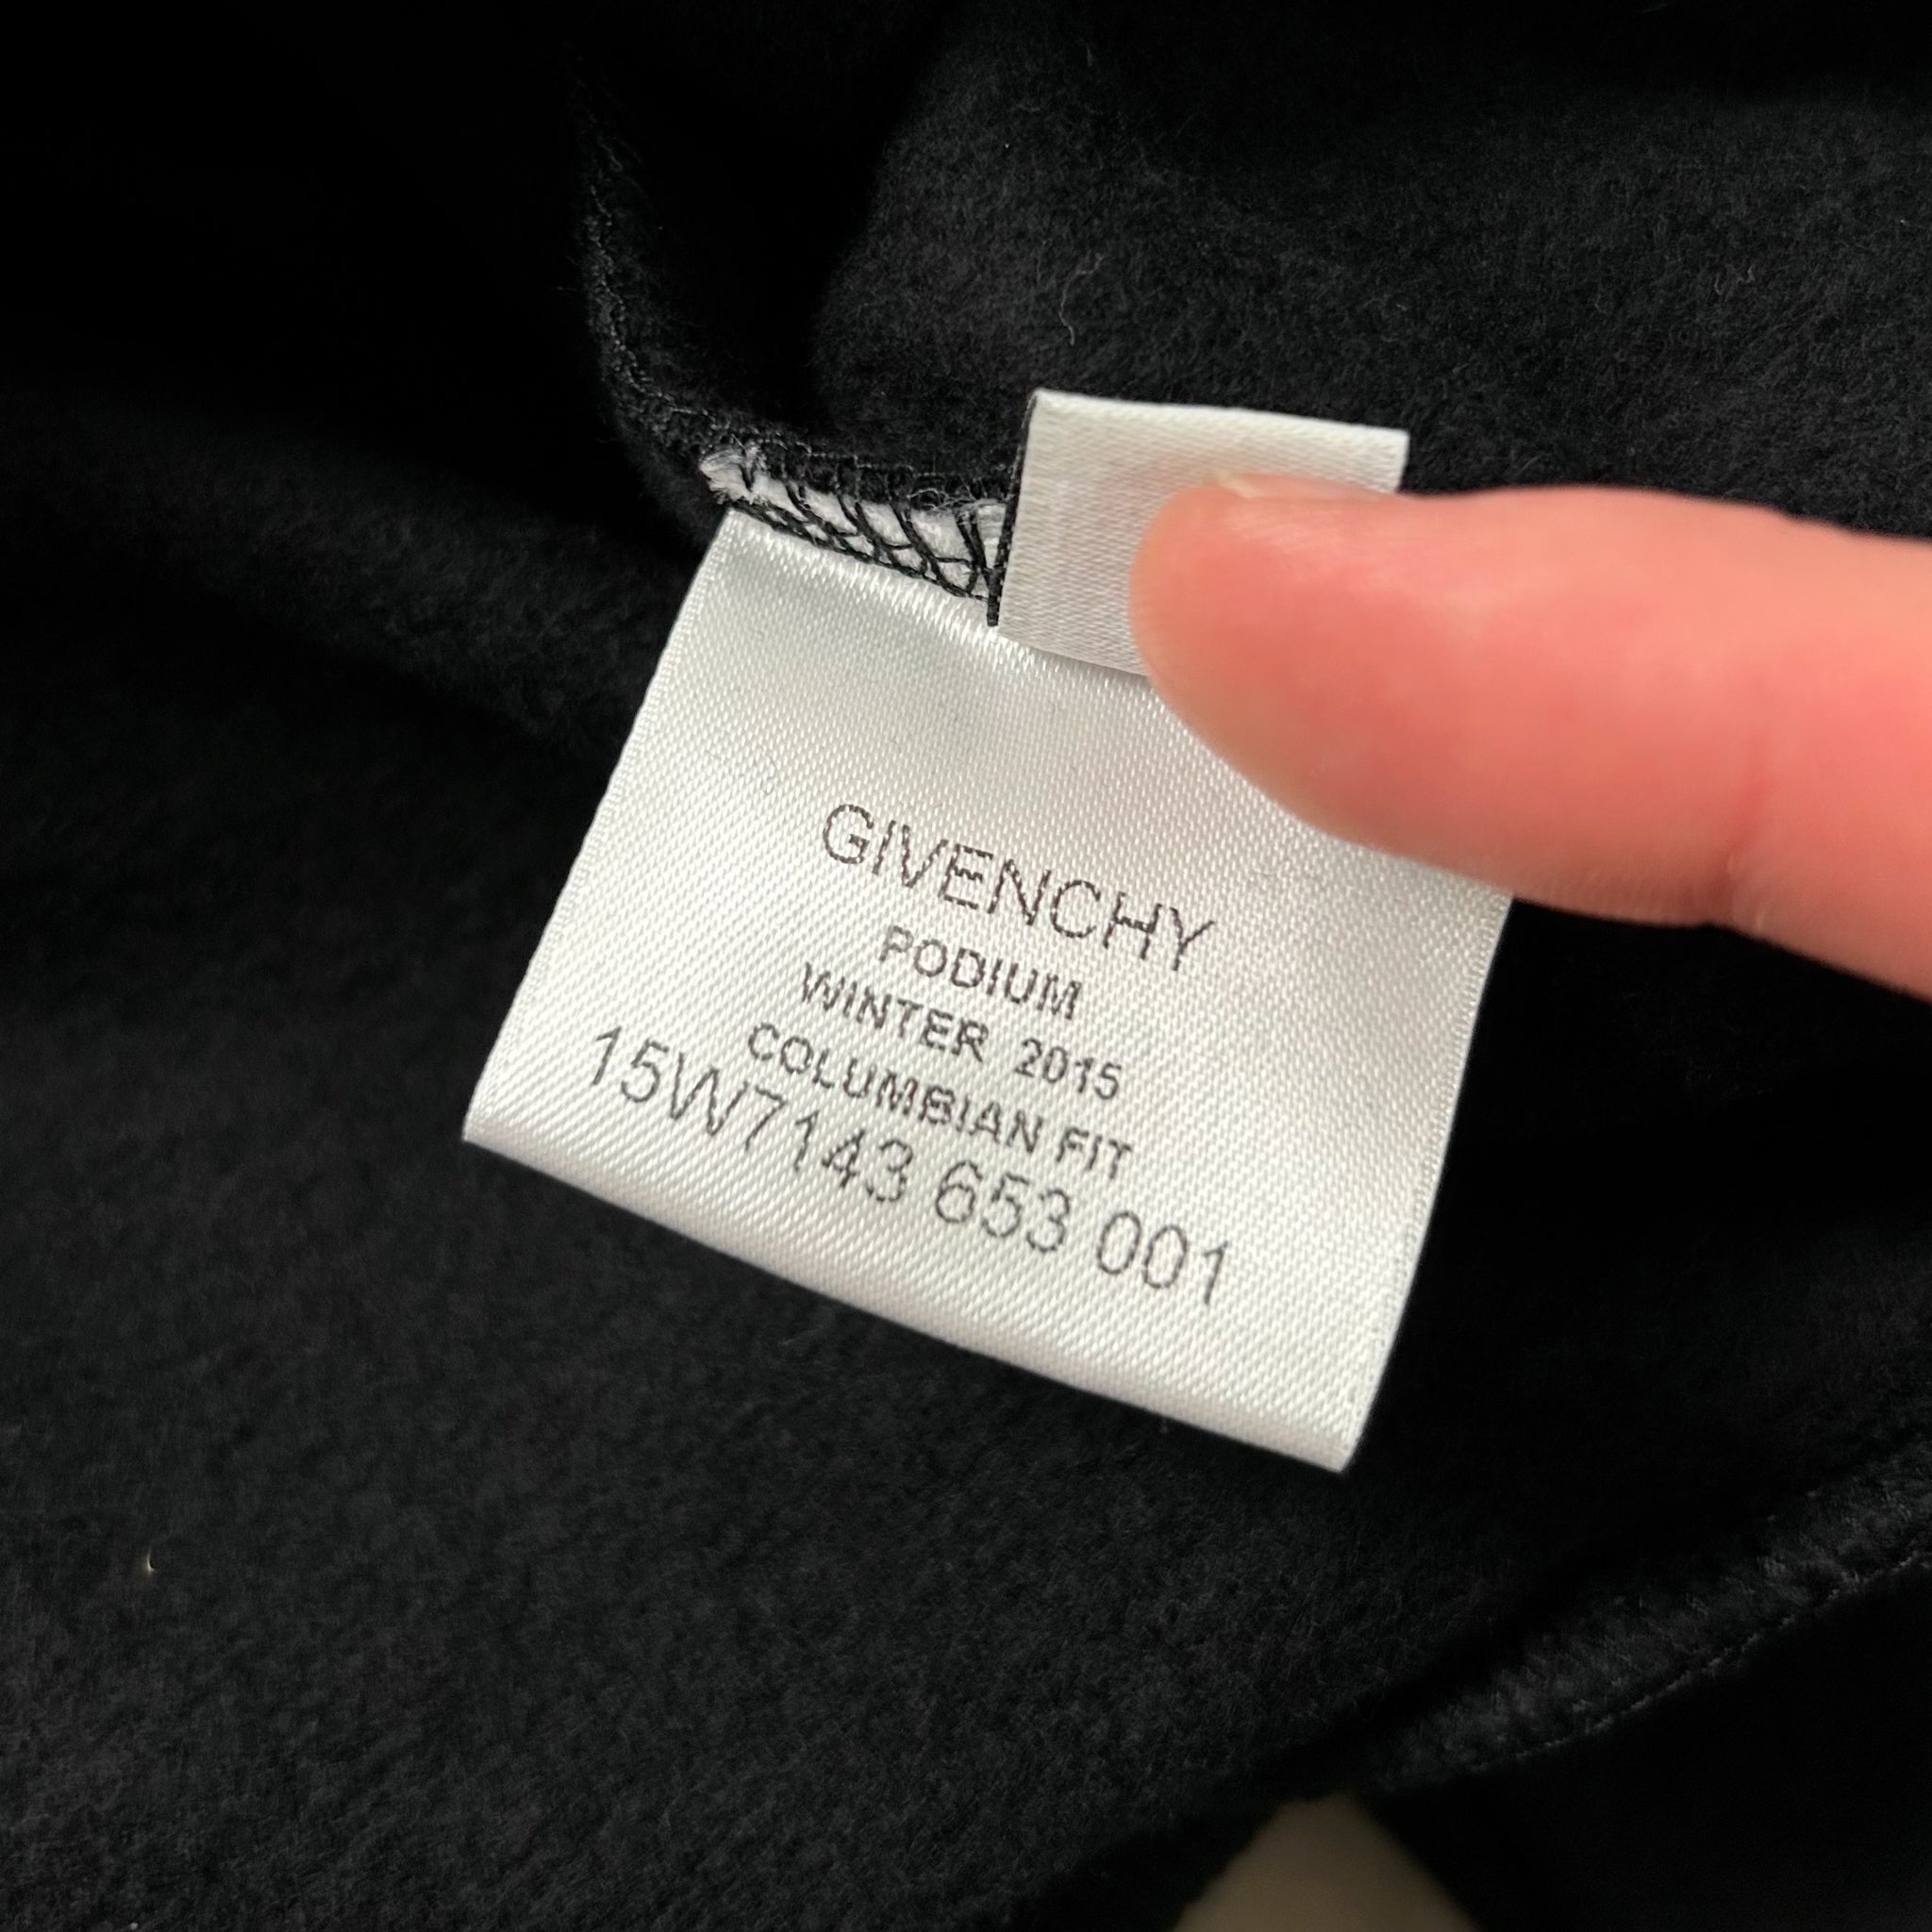 GIVENCHY
PODIUM
WINTER 2015
COLUMBIAN FIT
15W7143 653 001